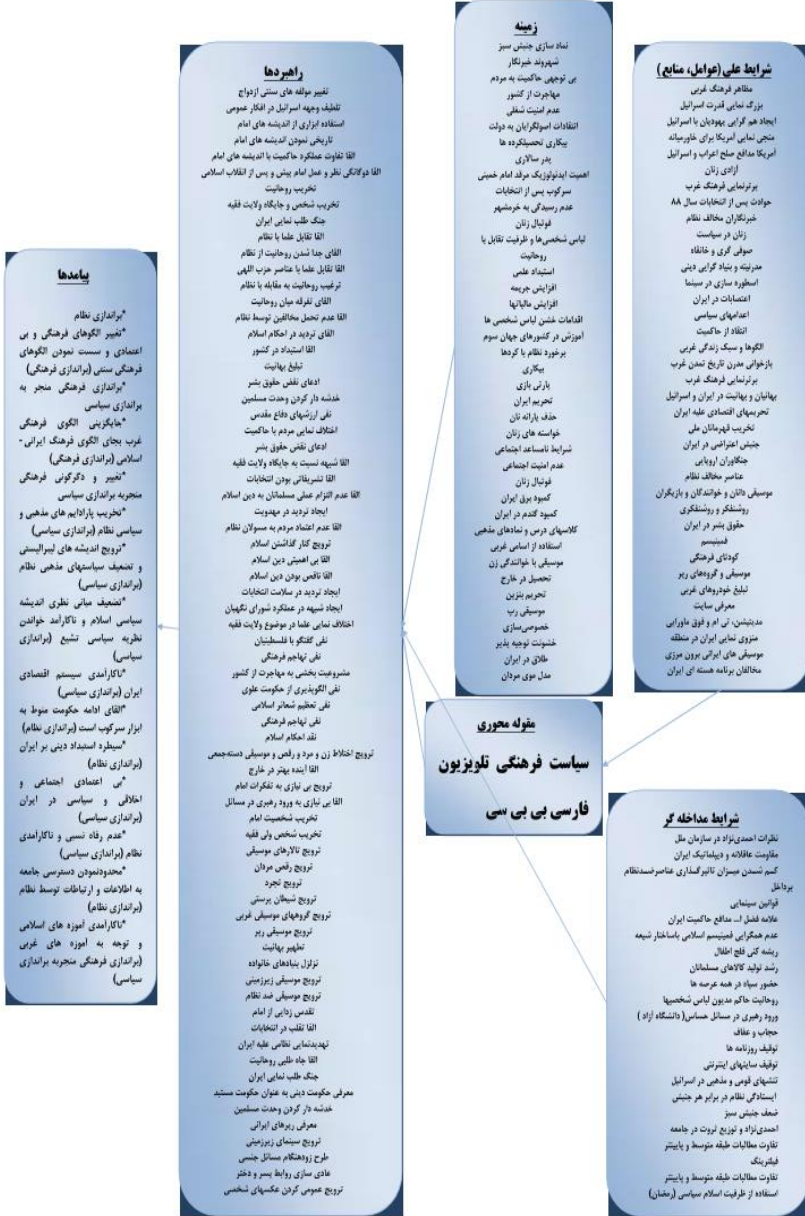 شرایط علی (عوامل، منابع)
مظاهر فرهنگ غربی
بزرگ نمایی قدرت اسرائیل
ایجاد هم گرایی یهودیان با اسرائیل
منجی نمایی آمریکا برای خاورمیانه
آمریکا مدافع صلح اعراب و اسرائیل
آزادی زنان
برترنمایی فرهنگ غرب
حوادث پس از انتخابات سال ۸۸
خبرنگاران مخالف نظام
زنان در سیاست
صوفی گری و خانقاه
مدرنیته و بنیاد گرایی دینی
اسطوره سازی در سینما
اعتصابات در ایران
اعدامهای سیاسی
انتقاد از حاکمیت
الگوها و سبک زندگی غربی
بازخوانی مدرن تاریخ تمدن غرب
برترنمایی فرهنگ غرب
بهائیان و بهائیت در ایران و اسرائیل
تحریمهای اقتصادی علیه ایران
تخریب قهرمانان ملی
جنبش اعتراضی در ایران
جنگاوران اروپایی
عناصر مخالف نظام
موسیقی دانان و خوانندگان و بازیگران
روشنفکر و روشنفکری
حقوق بشر در ایران
فمینیسم
کودتای فرهنگی
موسیقی و گروههای رپر
تبلیغ خودروهای غربی
معرفی سایت
مدیتیشن، تی ام و فوق ماورایی
منزوی نمایی ایران در منطقه
موسیقی های ایرانی برون مرزی
مخالفان برنامه هسته ای ایران
زمینه
نماد سازی جنبش سبز
شهروند خبرنگار
بی توجهی حاکمیت به مردم
مهاجرت از کشور
عدم امنیت شغلی
انتقادات اصولگرایان به دولت
بیکاری تحصیلکرده ها
پدر سالاری
اهمیت ایدئولوژیک مرقد امام خمینی
سرکوب پس از انتخابات
عدم رسیدگی به خرمشهر
فوتبال زنان
لباس شخصی‌ها و ظرفیت تقابل با
روحانیت
استبداد علمی
افزایش جریمه
افزایش مالیاتها
اقدامات خشن لباس شخصی ها
آموزش در کشورهای جهان سوم
برخورد نظام با کردها
بیکاری
پارتی بازی
تحریم ایران
حذف یارانه نان
خواسته های زنان
شرایط نامساعد اجتماعی
عدم امنیت اجتماعی
فوتبال زنان
کمبود برق ایران
کمبود گندم در ایران
کلاسهای درس و نمادهای مذهبی
استفاده از اسامی غربی
موسیقی با خوانندگی زن
تحصیل در خارج
تحریم بنزین
موسیقی رپ
خصوصی‌سازی
خشونت توجیه پذیر
طلاق در ایران
مدل موی مردان
راهبردها
تغییر مولفه های سنتی ازدواج
تلطیف وجهه اسرائیل در افکار عمومی
استفاده ابزاری از اندیشه های امام
تاریخی نمودن اندیشه های امام
القا تفاوت عملکرد حاکمیت با اندیشه های امام
القا دوگانگی نظر و عمل امام پیش و پس از انقلاب اسلامی
تخریب روحانیت
تخریب شخص و جایگاه ولایت فقیه
جنگ طلب نمایی ایران
القا تقابل علما با نظام
القای جدا شدن روحانیت از نظام
القا تقابل علما با عناصر حزب اللهی
ترغیب روحانیت به مقابله با نظام
القای تفرقه میان روحانیت
القا عدم تحمل مخالفین توسط نظام
القای تردید در احکام اسلام
القا استبداد در کشور
تبلیغ بهائیت
ادعای نقض حقوق بشر
خدشه دار کردن وحدت مسلمین
نفی ارزشهای دفاع مقدس
اختلاف نمایی مردم با حاکمیت
ادعای نقض حقوق بشر
القا شبهه نسبت به جایگاه ولایت فقیه
القا تشریفاتی بودن انتخابات
القا عدم التزام عملی مسلمانان به دین اسلام
ایجاد تردید در مهدویت
القا عدم اعتماد مردم به مسولان نظام
ترویج کنار گذاشتن اسلام
القا بی اهمیتی دین اسلام
القا ناقص بودن دین اسلام
ایجاد تردید در سلامت انتخابات
ایجاد شبهه در عملکرد شورای نگهبان
اختلاف نمایی علما در موضوع ولایت فقیه
نفی گفتگو با فلسطینیان
نفی تهاجم فرهنگی
مشروعیت بخشی به مهاجرت از کشور
نفی الگوپذیری از حکومت علوی
نفی تعظیم شعائر اسلامی
نفی تهاجم فرهنگی
نقد احکام اسلام
ترویج اختلاط زن و مرد و رقص و موسیقی دسته‌جمعی
القا آینده بهتر در خارج
ترویج بی نیازی به تفکرات امام
القا بی نیازی به ورود رهبری در مسائل
تخریب شخصیت امام
تخریب شخص ولی فقیه
ترویج تالارهای موسیقی
ترویج رقص مردان
ترویج تجرد
ترویج شیطان پرستی
ترویج گروههای موسیقی غربی
ترویج موسیقی رپر
تطهیر بهائیت
تزلزل بنیادهای خانواده
ترویج موسیقی زیرزمینی
ترویج موسیقی ضد نظام
تقدس زدایی از امام
القا تقلب در انتخابات
تهدیدنمایی نظامی علیه ایران
القا جاه طلبی روحانیت
جنگ طلب نمایی ایران
معرفی حکومت دینی به عنوان حکومت مستبد
خدشه دار کردن وحدت مسلمین
معرفی رپرهای ایرانی
ترویج سینمای زیرزمینی
طرح زودهنگام مسائل جنسی
عادی سازی روابط پسر و دختر
ترویج عمومی کردن عکسهای شخصی
پیامدها
*براندازی نظام
*تغییر الگوهای فرهنگی و بی
اعتمادی و سست نمودن الگوهای
فرهنگی سنتی (براندازی فرهنگی)
*براندازی فرهنگی منجر به
براندازی سیاسی
*جایگزینی الگوی فرهنگی
غرب بجای الگوی فرهنگ ایرانی-
اسلامی (براندازی فرهنگی)
*تغییر و دگرگونی فرهنگی
منجربه براندازی سیاسی
*تخریب پارادایم های مذهبی و
سیاسی نظام (براندازی سیاسی)
*ترویج اندیشه های لیبرالیستی
و تضعیف سیاستهای مذهبی نظام
(براندازی سیاسی)
*تضعیف مبانی نظری اندیشه
سیاسی اسلام و ناکارآمد خواندن
نظریه سیاسی تشیع (براندازی
سیاسی)
*ناکارآمدی سیستم اقتصادی
ایران (براندازی سیاسی)
*القای ادامه حکومت منوط به
ابزار سرکوب است (براندازی نظام)
*سیطره استبداد دینی بر ایران
(براندازی نظام)
*بی اعتمادی اجتماعی و
اخلاقی و سیاسی در ایران
(براندازی سیاسی)
*عدم رفاه نسبی و ناکارآمدی
نظام (براندازی سیاسی)
*محدودنمودن دسترسی جامعه
به اطلاعات و ارتباطات توسط نظام
(براندازی نظام)
*ناکارآمدی آموزه های اسلامی
و توجه به آموزه های غربی
(براندازی فرهنگی منجربه براندازی
سیاسی)
مقوله محوری
سیاست فرهنگی تلویزیون
فارسی بی بی سی
شرایط مداخله گر
نظرات احمدی‌نژاد در سازمان ملل
مقاومت عاقلانه و دیپلماتیک ایران
کسم شدن میزان تاثیرگذاری عناصرضدنظام
برداخل
قوانین سینمایی
علامه فضل ا... مدافع حاکمیت ایران
عدم همگرایی فمینیسم اسلامی باساختار شیعه
ریشه کنی فلج اطفال
رشد تولید کالاهای مسلمانان
حضور سپاه در همه عرصه ها
روحانیت حاکم مدیون لباس شخصیها
ورود رهبری در مسائل حساس( دانشگاه آزاد )
حجاب و عفاف
توقیف روزنامه ها
توقیف سایتهای اینترنتی
تنشهای قومی و مذهبی در اسرائیل
ایستادگی نظام در برابر هر جنبش
ضعف جنبش سبز
احمدی‌نژاد و توزیع ثروت در جامعه
تفاوت مطالبات طبقه متوسط و پایینتر
فیلترینگ
تفاوت مطالبات طبقه متوسط و پایینتر
استفاده از ظرفیت اسلام سیاسی (رمضان)